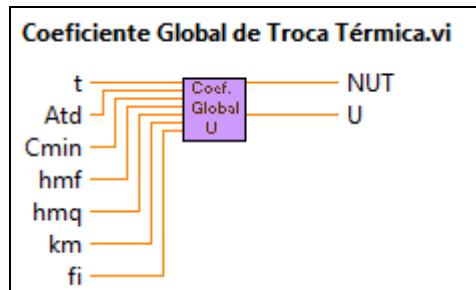 Coeficiente Global de Troca Térmica.vi
t
Atd
Cmin
hmf
hmq
km
fi
Coef.
Global
U
NUT
U